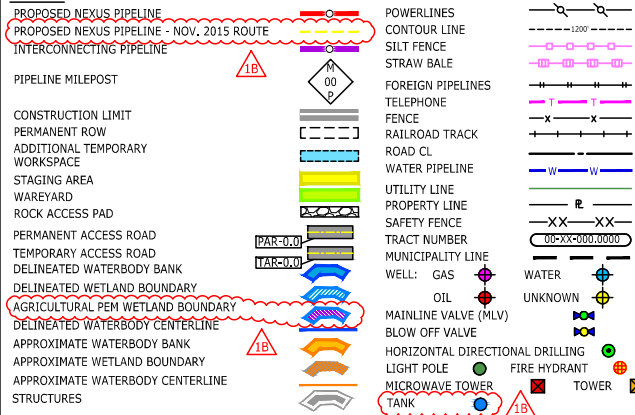 PROPOSED NEXUS PIPELINE
PROPOSED NEXUS PIPELINE - NOV. 2015 ROUTE
INTERCONNECTING PIPELINE
1B
PIPELINE MILEPOST
M
00
P
CONSTRUCTION LIMIT
PERMANENT ROW
ADDITIONAL TEMPORARY
WORKSPACE
STAGING AREA
WAREYARD
ROCK ACCESS PAD
PERMANENT ACCESS ROAD
PAR-0.0
TEMPORARY ACCESS ROAD
TAR-0.0
DELINEATED WATERBODY BANK
DELINEATED WETLAND BOUNDARY
AGRICULTURAL PEM WETLAND BOUNDARY
DELINEATED WATERBODY CENTERLINE
1B
APPROXIMATE WATERBODY BANK
APPROXIMATE WETLAND BOUNDARY
APPROXIMATE WATERBODY CENTERLINE
STRUCTURES
POWERLINES
CONTOUR LINE 1200'
SILT FENCE
STRAW BALE
FOREIGN PIPELINES
TELEPHONE T T
FENCE X X
RAILROAD TRACK
ROAD CL
WATER PIPELINE W W
UTILITY LINE
PROPERTY LINE PL
SAFETY FENCE XX XX
TRACT NUMBER 00-XX-000.0000
MUNICIPALITY LINE
WELL: GAS WATER
OIL UNKNOWN
MAINLINE VALVE (MLV)
BLOW OFF VALVE
HORIZONTAL DIRECTIONAL DRILLING
LIGHT POLE FIRE HYDRANT
MICROWAVE TOWER TOWER
TANK 1B